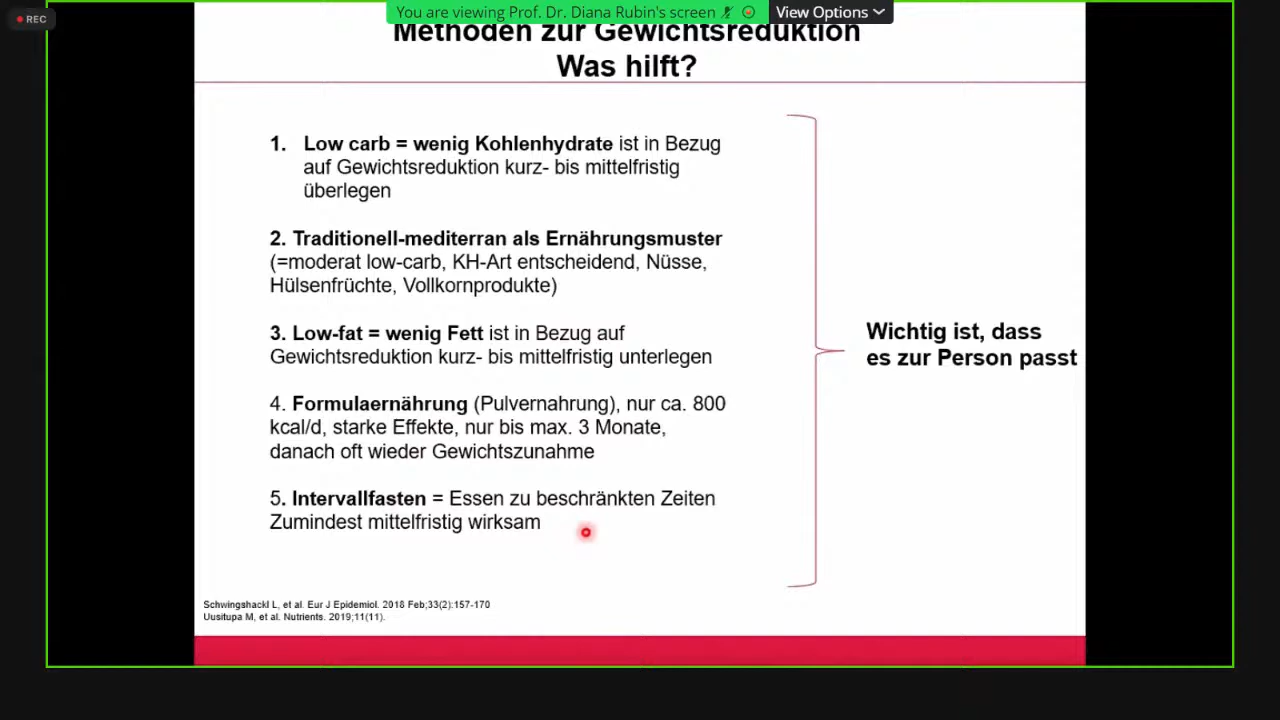 REC
You are viewing Prof. Dr. Diana Rubin's screen
View Options
Methoden zur Gewichtsreduktion
Was hilft?
1. Low carb = wenig Kohlenhydrate ist in Bezug
auf Gewichtsreduktion kurz- bis mittelfristig
überlegen
2. Traditionell-mediterran als Ernährungsmuster
(=moderat low-carb, KH-Art entscheidend, Nüsse,
Hülsenfrüchte, Vollkornprodukte)
3. Low-fat = wenig Fett ist in Bezug auf
Gewichtsreduktion kurz- bis mittelfristig unterlegen
4. Formulaernährung (Pulvernahrung), nur ca. 800
kcal/d, starke Effekte, nur bis max. 3 Monate,
danach oft wieder Gewichtszunahme
5. Intervallfasten = Essen zu beschränkten Zeiten
Zumindest mittelfristig wirksam
Wichtig ist, dass
es zur Person passt
Schwingshackl L, et al. Eur J Epidemiol. 2018 Feb;33(2):157-170
Uusitupa M, et al. Nutrients. 2019;11(11).